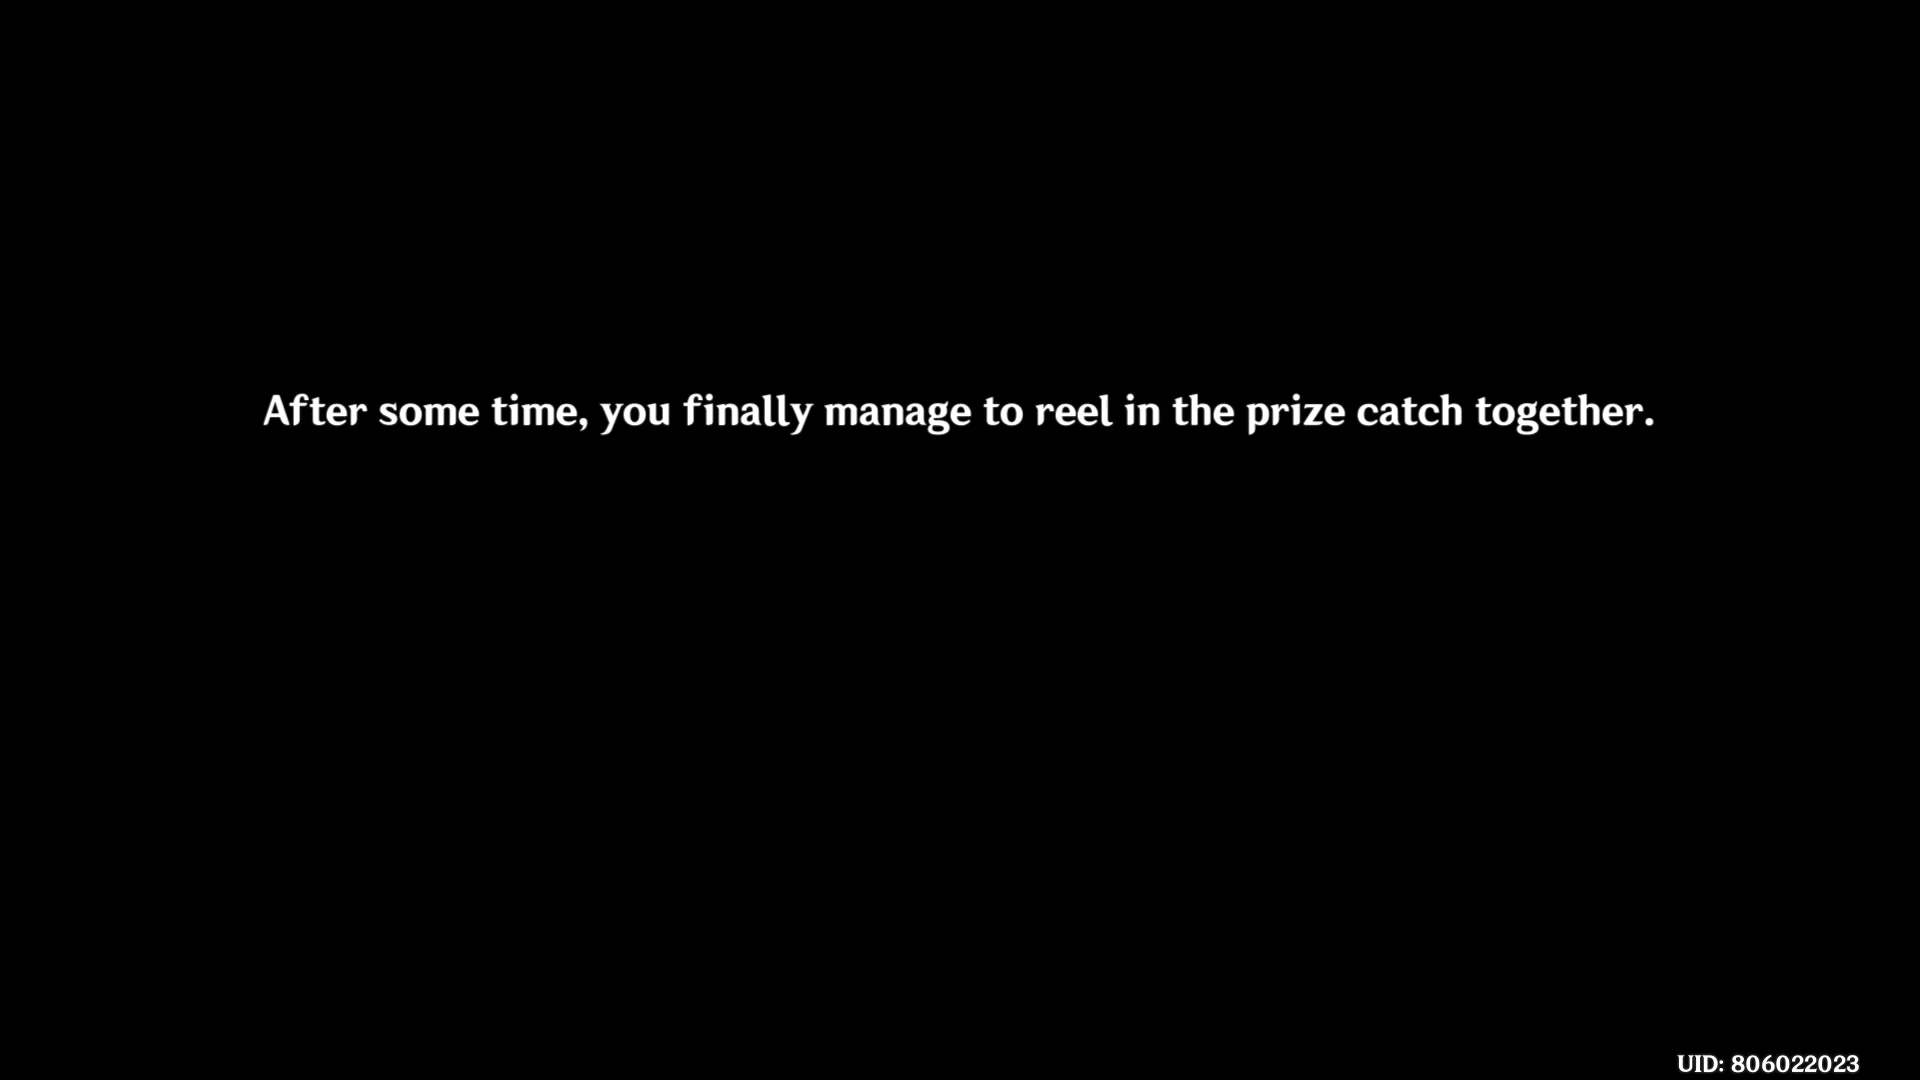 After some time, you finally manage to reel in the prize catch together.
UID: 806022023